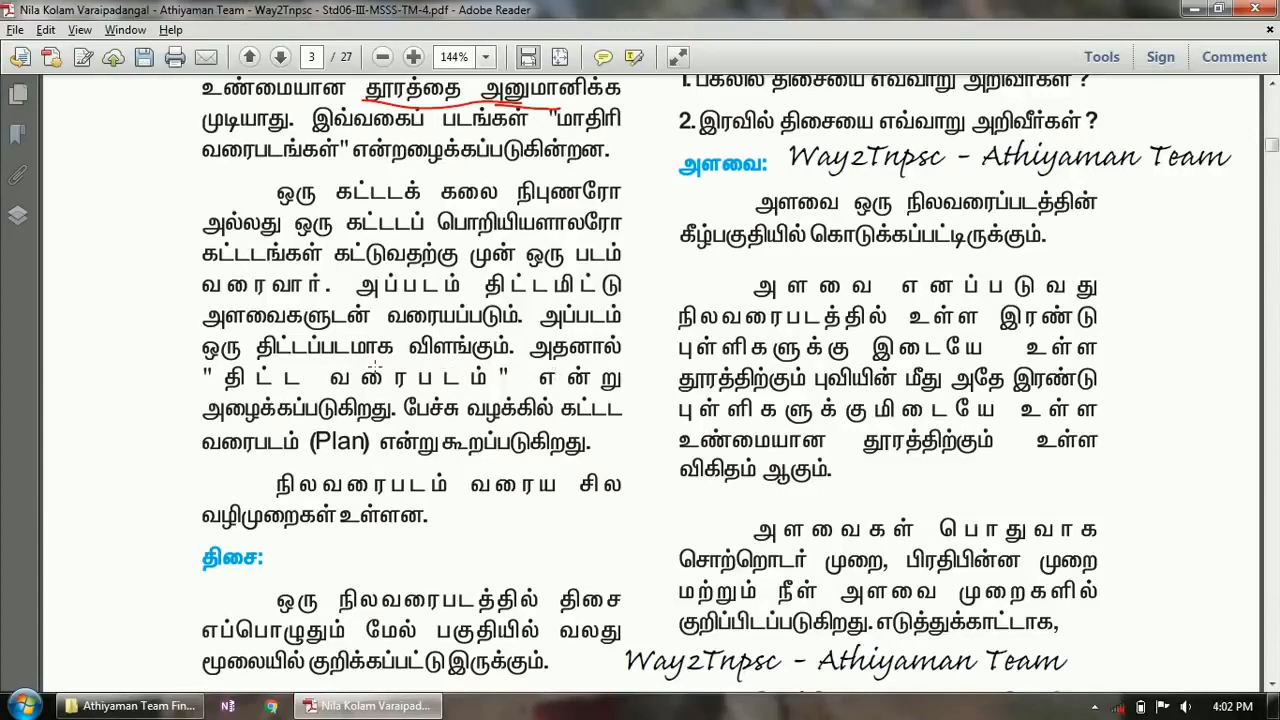 Nila Kolam Varaipadangal - Athiyaman Team - Way2Tnpsc - Std06-III-MSSS-TM-4.pdf - Adobe Reader
File Edit View Window Help
3 / 27 144% Tools Sign Comment
உண்மையான தூரத்தை அனுமானிக்க
முடியாது. இவ்வகைப் படங்கள் "மாதிரி
வரைபடங்கள்" என்றழைக்கப்படுகின்றன.
ஒரு கட்டடக் கலை நிபுணரோ
அல்லது ஒரு கட்டடப் பொறியியளாலரோ
கட்டடங்கள் கட்டுவதற்கு முன் ஒரு படம்
வரைவார். அப்படம் திட்டமிட்டு
அளவைகளுடன் வரையப்படும். அப்படம்
ஒரு திட்டப்படமாக விளங்கும். அதனால்
"திட்ட வரைபடம்" என்று
அழைக்கப்படுகிறது. பேச்சு வழக்கில் கட்டட
வரைபடம் (Plan) என்று கூறப்படுகிறது.
நிலவரைபடம் வரைய சில
வழிமுறைகள் உள்ளன.
திசை:
ஒரு நிலவரைபடத்தில் திசை
எப்பொழுதும் மேல் பகுதியில் வலது
மூலையில் குறிக்கப்பட்டு இருக்கும்.
1. பகலில் திசையை எவ்வாறு அறிவீர்கள் ?
2. இரவில் திசையை எவ்வாறு அறிவீர்கள் ?
அளவை: Way2Tnpsc - Athiyaman Team
அளவை ஒரு நிலவரைப்படத்தின்
கீழ்பகுதியில் கொடுக்கப்பட்டிருக்கும்.
அளவை எனப்படுவது
நிலவரைபடத்தில் உள்ள இரண்டு
புள்ளிகளுக்கு இடையே உள்ள
தூரத்திற்கும் புவியின் மீது அதே இரண்டு
புள்ளிகளுக்குமிடையே உள்ள
உண்மையான தூரத்திற்கும் உள்ள
விகிதம் ஆகும்.
அளவைகள் பொதுவாக
சொற்றொடர் முறை, பிரதிபின்ன முறை
மற்றும் நீள் அளவை முறைகளில்
குறிப்பிடப்படுகிறது. எடுத்துக்காட்டாக,
Way2Tnpsc - Athiyaman Team
Athiyaman Team Fin... Nila Kolam Varaipad... 4:02 PM